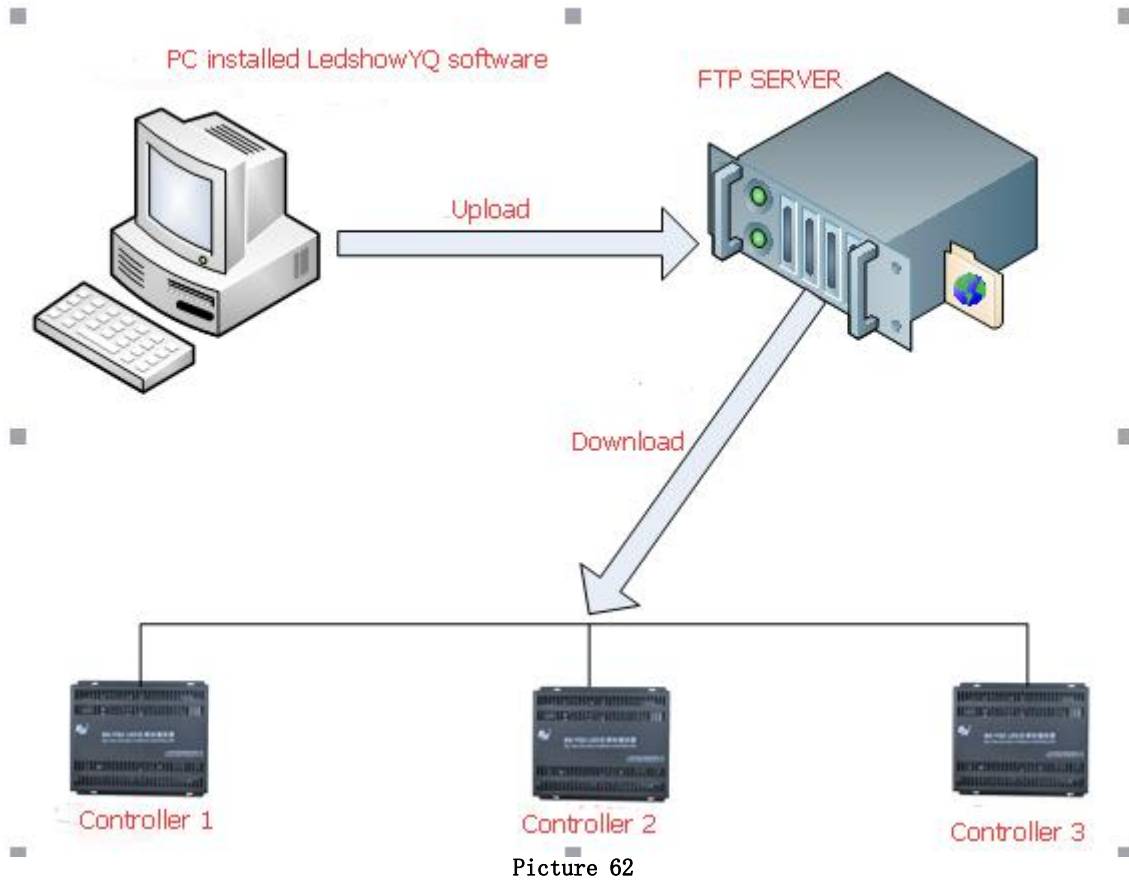 PC installed LedshowYQ software
FTP SERVER
Upload
Download
Controller 1
Controller 2
Controller 3
Picture 62